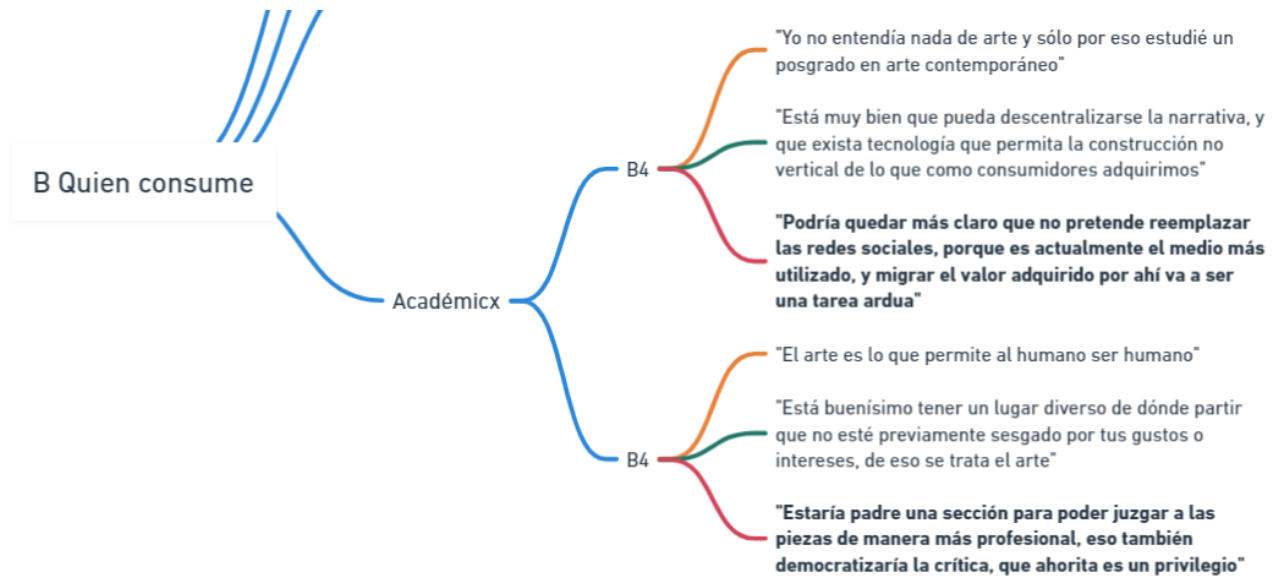 B Quien consume
Académicx
B4
"Yo no entendía nada de arte y sólo por eso estudié un
posgrado en arte contemporáneo"
"Está muy bien que pueda descentralizarse la narrativa, y
que exista tecnología que permita la construcción no
vertical de lo que como consumidores adquirimos"
"Podría quedar más claro que no pretende reemplazar
las redes sociales, porque es actualmente el medio más
utilizado, y migrar el valor adquirido por ahí va a ser
una tarea ardua"
B4
"El arte es lo que permite al humano ser humano"
"Está buenísimo tener un lugar diverso de dónde partir
que no esté previamente sesgado por tus gustos o
intereses, de eso se trata el arte"
"Estaría padre una sección para poder juzgar a las
piezas de manera más profesional, eso también
democratizaría la crítica, que ahorita es un privilegio"